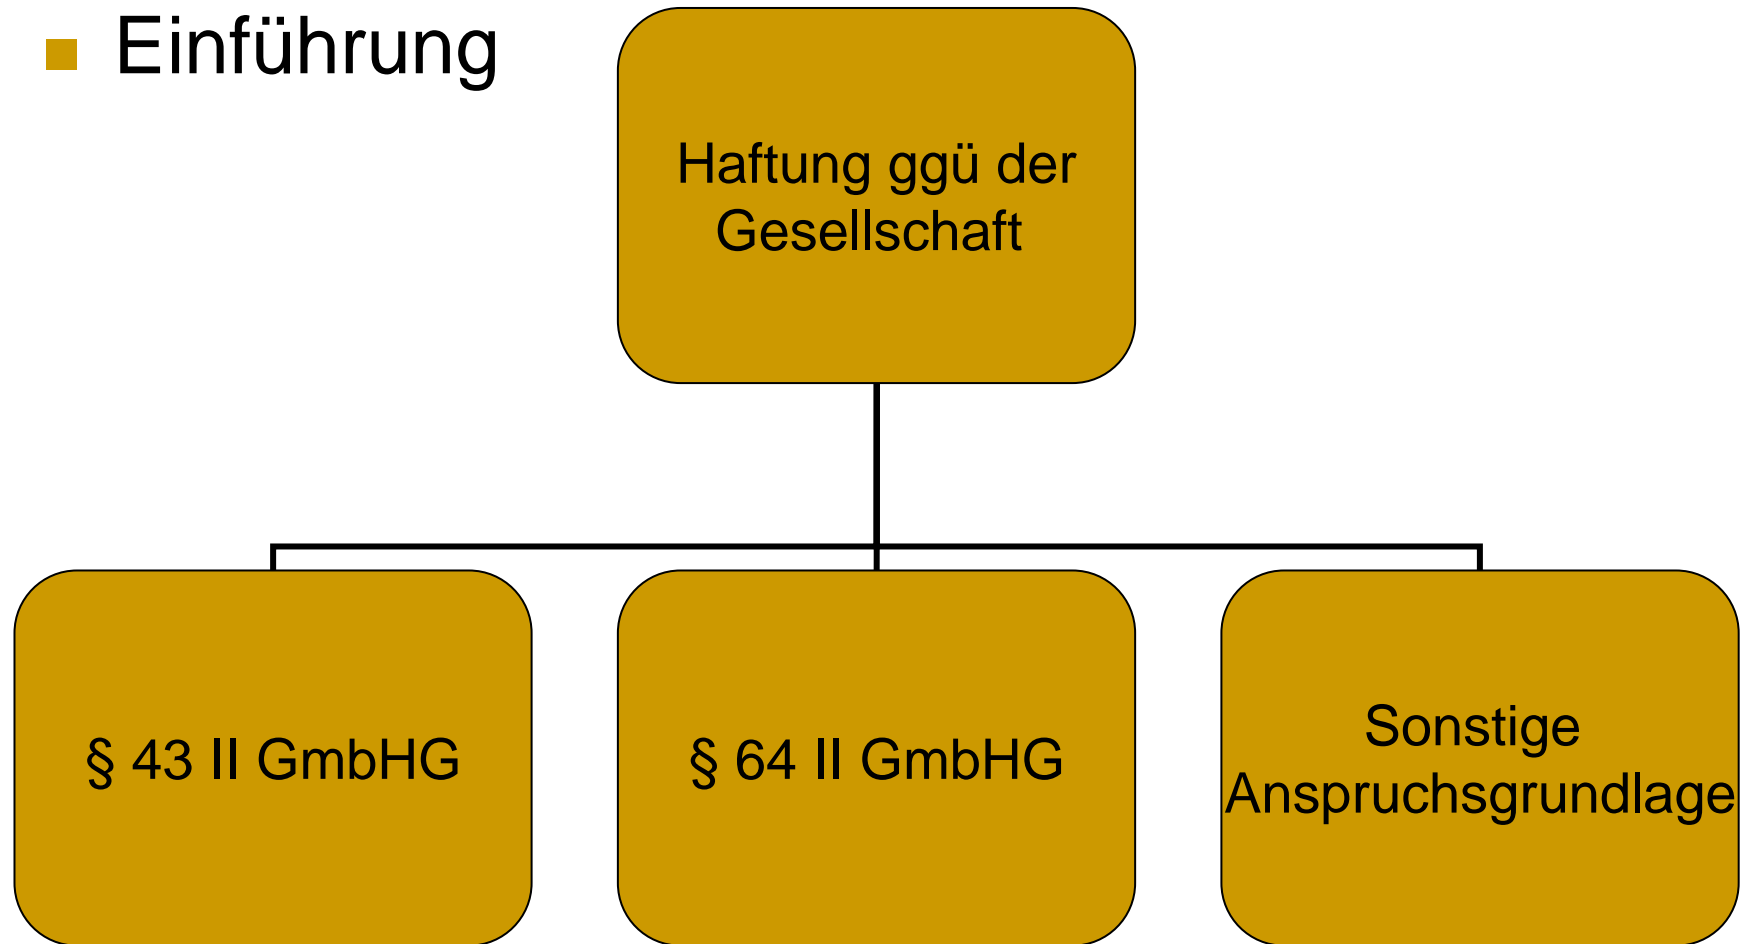 Einführung
Haftung ggü der
Gesellschaft
§ 43 II GmbHG
§ 64 II GmbHG
Sonstige
Anspruchsgrundlage